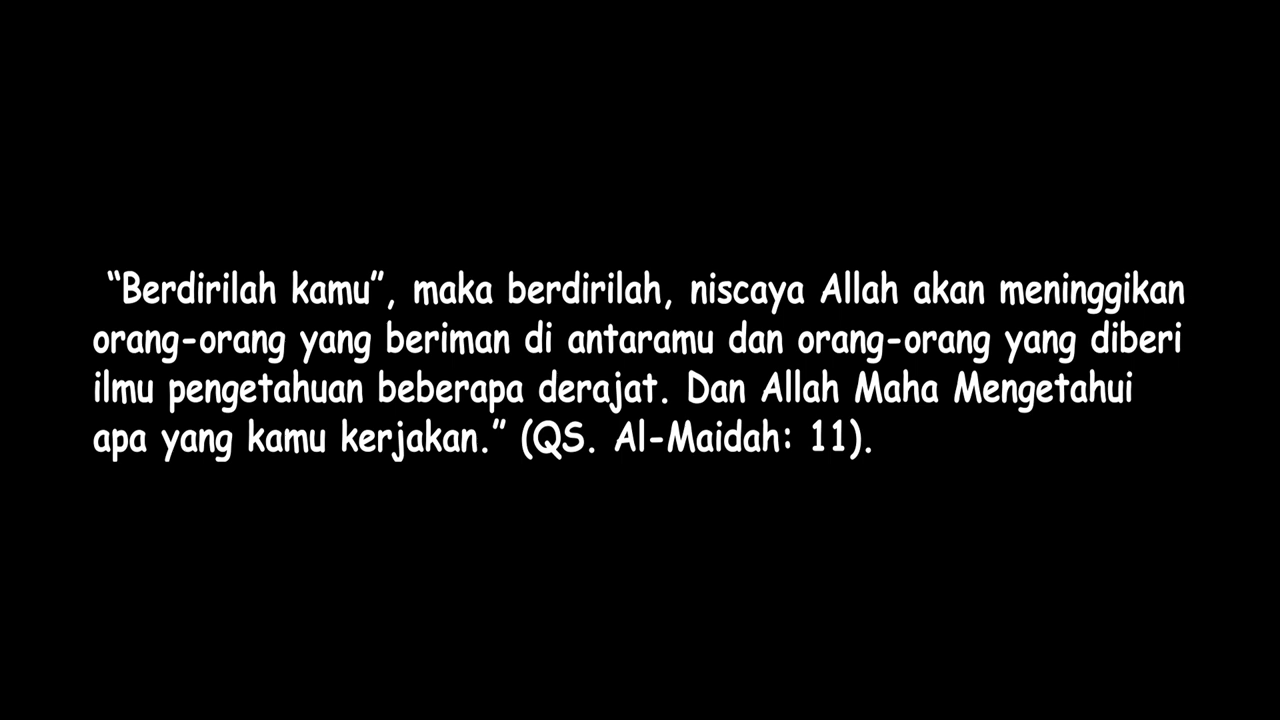 “Berdirilah kamu”, maka berdirilah, niscaya Allah akan meninggikan
orang-orang yang beriman di antaramu dan orang-orang yang diberi
ilmu pengetahuan beberapa derajat. Dan Allah Maha Mengetahui
apa yang kamu kerjakan.” (QS. Al-Maidah: 11).